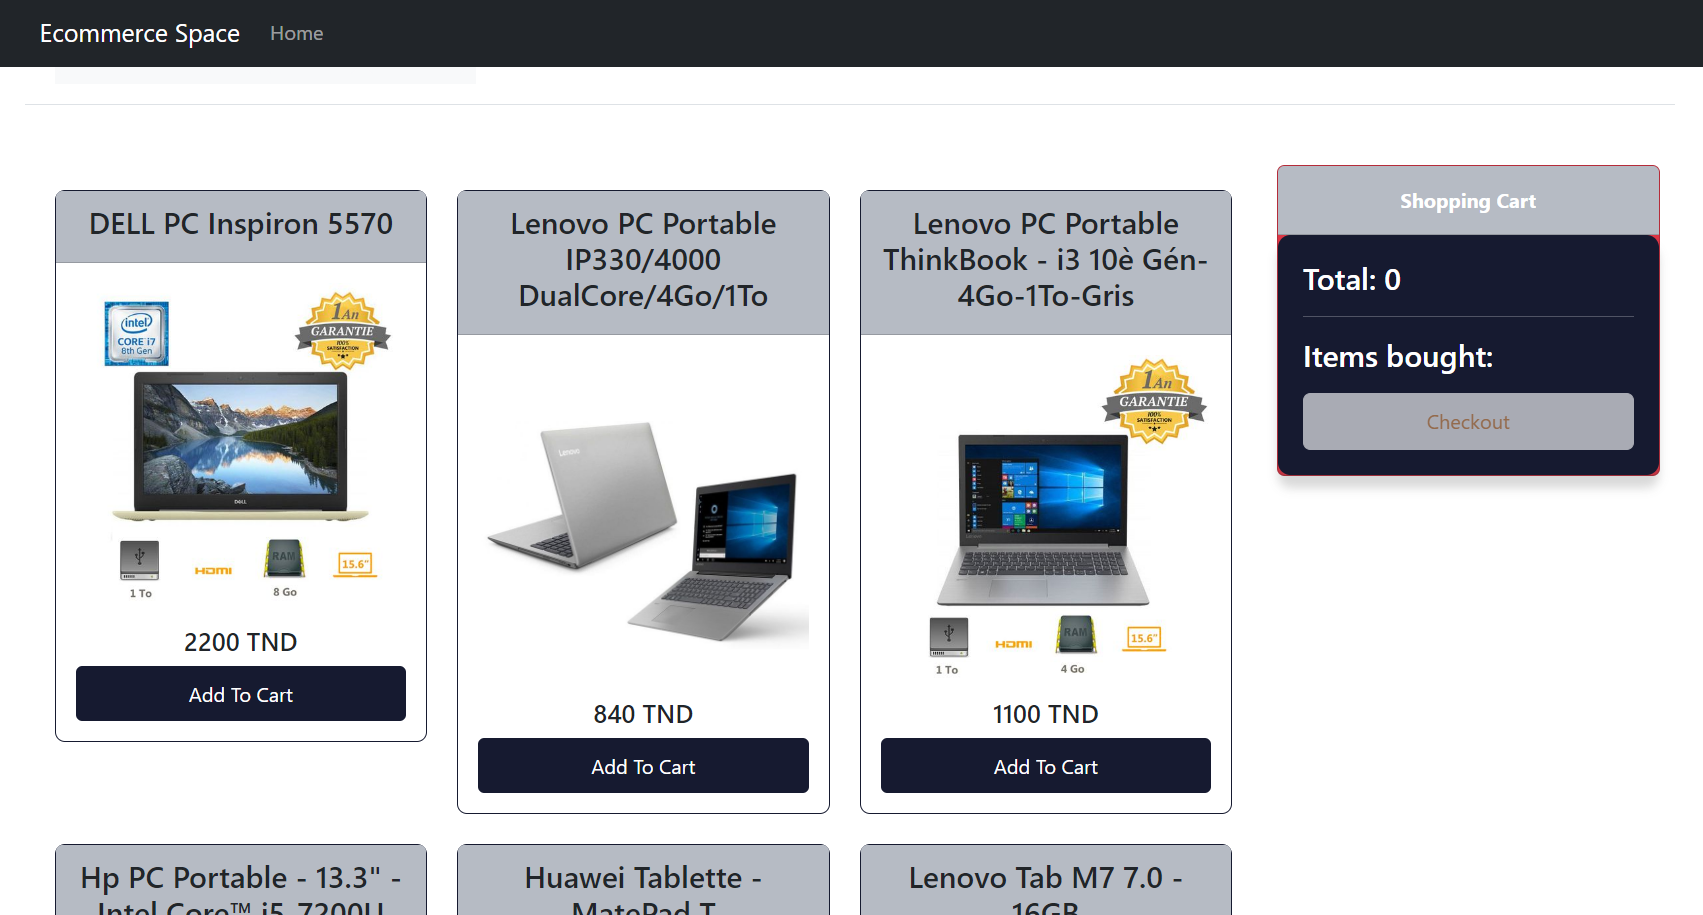 Ecommerce Space Home
DELL PC Inspiron 5570
intel
CORE i7
8th Gen
1An
GARANTIE
100%
SATISFACTION
DELL
1 To
HDMI
RAM
8 Go
15.6"
2200 TND
Add To Cart
Lenovo PC Portable
IP330/4000
DualCore/4Go/1To
Lenovo
840 TND
Add To Cart
Lenovo PC Portable
ThinkBook - i3 10è Gén-
4Go-1To-Gris
1An
GARANTIE
100%
SATISFACTION
Lenovo
1 To
HDMI
RAM
4 Go
15.6"
1100 TND
Add To Cart
Shopping Cart
Total: 0
Items bought:
Checkout
Hp PC Portable - 13.3" -
Intel Core™ i5-7200U
Huawei Tablette -
MatePad T
Lenovo Tab M7 7.0 -
16GB